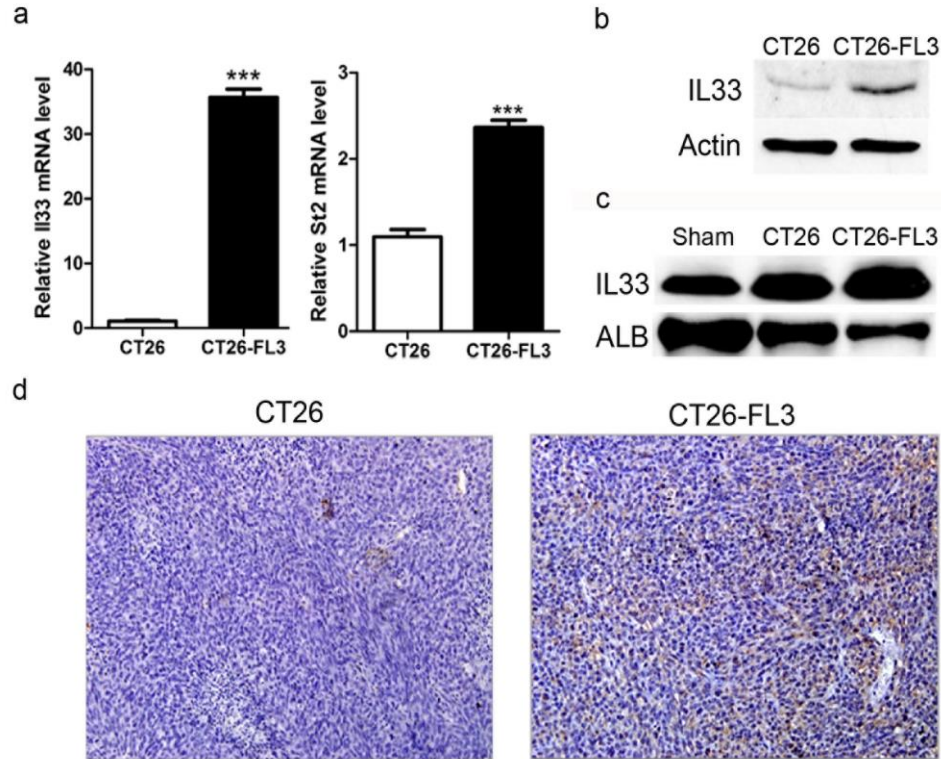 a
Relative Il33 mRNA level
40
30
20
10
0
***
CT26
CT26-FL3
Relative St2 mRNA level
3
2
1
0
***
CT26
CT26-FL3
b
CT26 CT26-FL3
IL33
Actin
c
Sham CT26 CT26-FL3
IL33
ALB
d
CT26
CT26-FL3